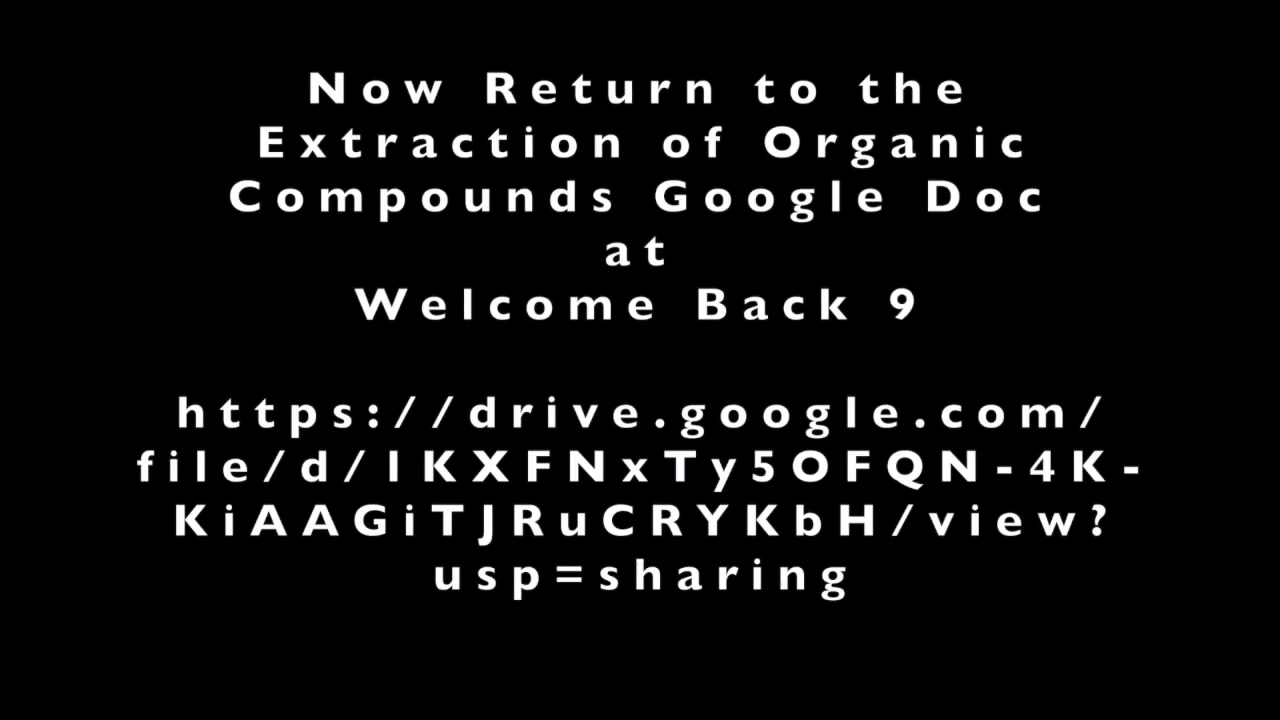 Now Return to the
Extraction of Organic
Compounds Google Doc
at
Welcome Back 9
https://drive.google.com/
file/d/1KXFNxTy5OFQN-4K-
KiAAGiTJRuCRYKbH/view?
usp=sharing